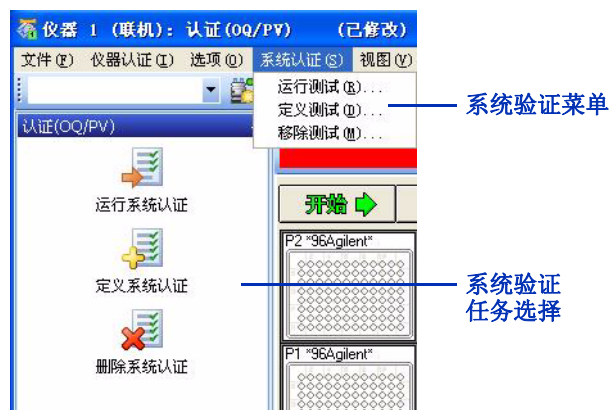 仪器 1 (联机): 认证(OQ/PV) (已修改)
文件(F) 仪器认证(I) 选项(O) 系统认证(S) 视图(V)
运行测试(R)...
定义测试(D)...
移除测试(M)...
系统验证菜单
认证(OQ/PV)
运行系统认证
开始
P2 *96Agilent*
定义系统认证
系统验证
任务选择
P1 *96Agilent*
删除系统认证